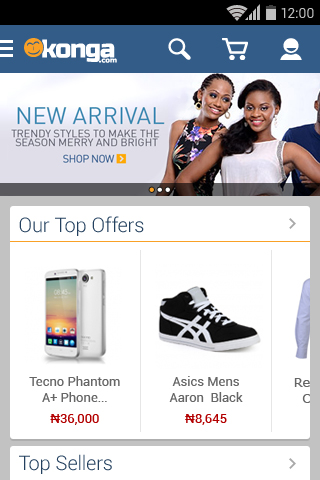 12:00
konga
.com
NEW ARRIVAL
TRENDY STYLES TO MAKE THE
SEASON MERRY AND BRIGHT
SHOP NOW
Our Top Offers
Tecno Phantom
A+ Phone...
₦36,000
Asics Mens
Aaron Black
₦8,645
Re
C
Top Sellers